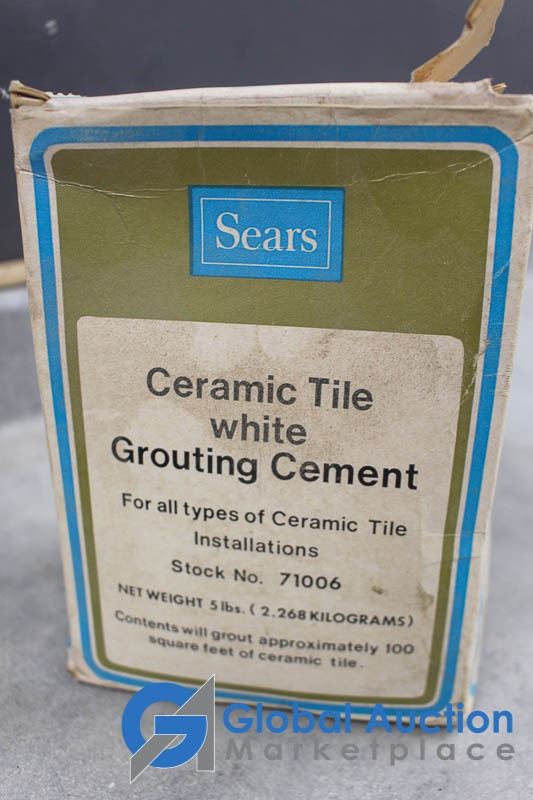 Sears
Ceramic Tile
white
Grouting Cement
For all types of Ceramic Tile
Installations
Stock No. 71006
NET WEIGHT 5 lbs. (2.268 KILOGRAMS)
Contents will grout approximately 100
square feet of ceramic tile.
Global Auction
Marketplace